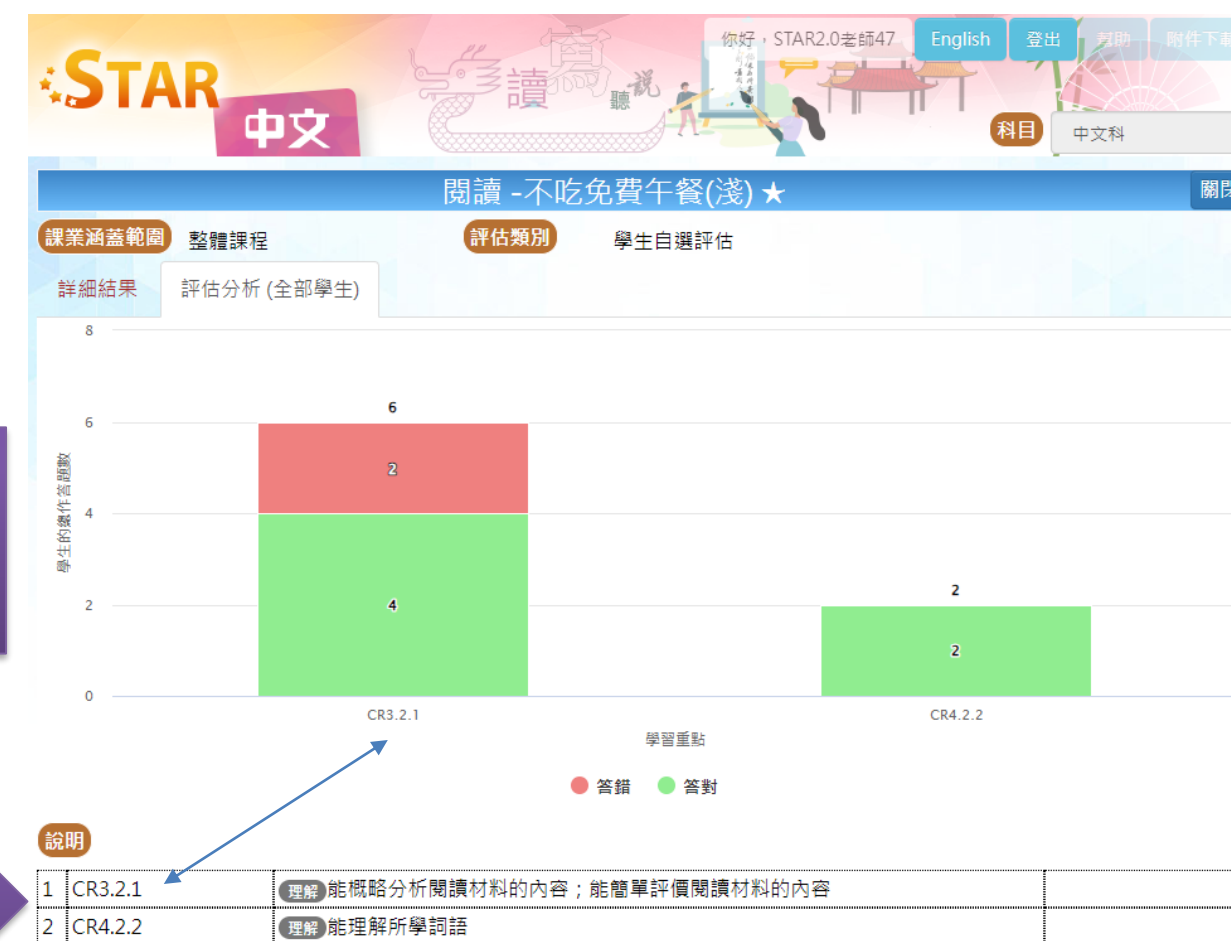 你好，STAR2.0老師47 English 登出 幫助 附件下載
STAR
中文
讀寫聽說
科目 中文科
閱讀 -不吃免費午餐(淺) ★
關閉
課業涵蓋範圍 整體課程 評估類別 學生自選評估
詳細結果 評估分析 (全部學生)
8
6
6
2
學生的總作答題數
4
4
2
2
2
0
CR3.2.1 CR4.2.2
學習重點
答錯 答對
說明
1 CR3.2.1 理解 能概略分析閱讀材料的內容；能簡單評價閱讀材料的內容
2 CR4.2.2 理解 能理解所學詞語